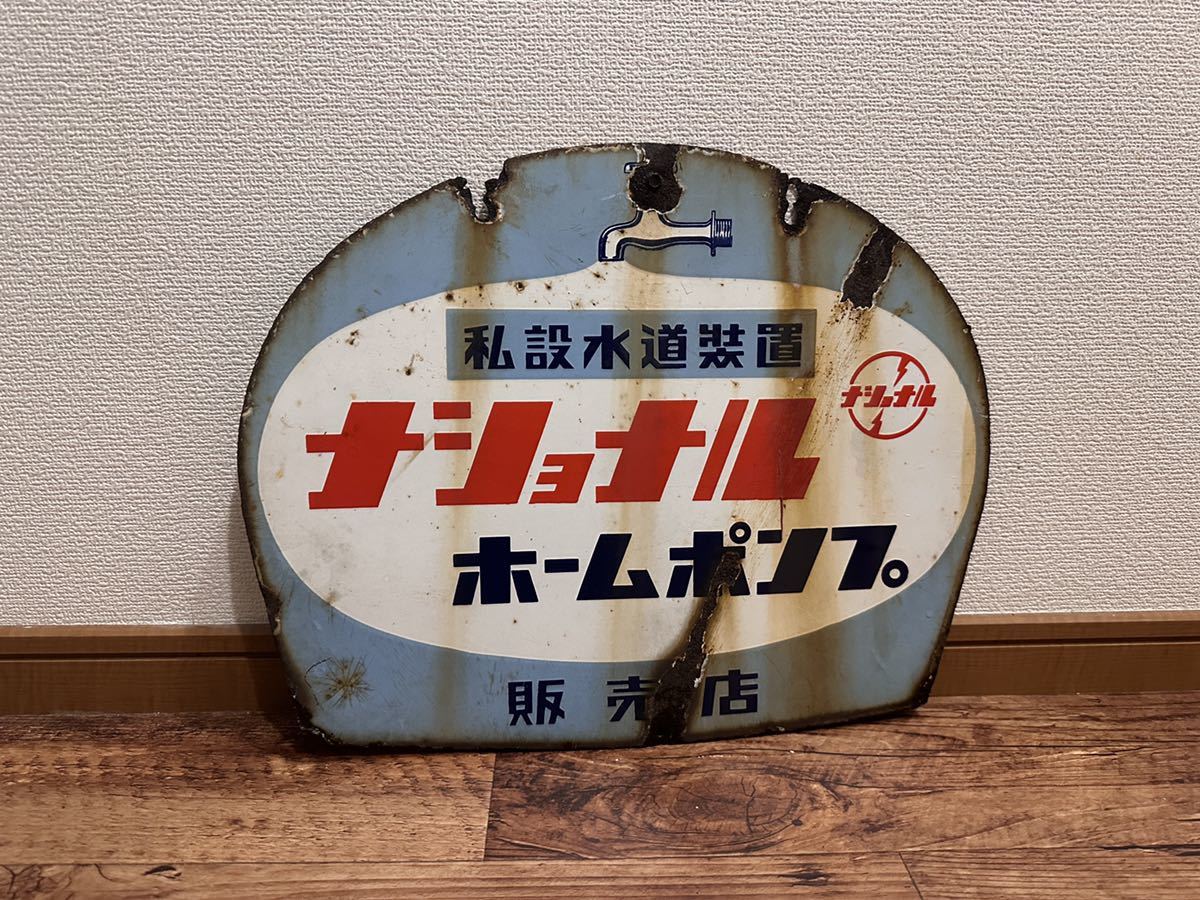 私設水道装置
ナショナル
ナショナル
ホームポンプ
販売店